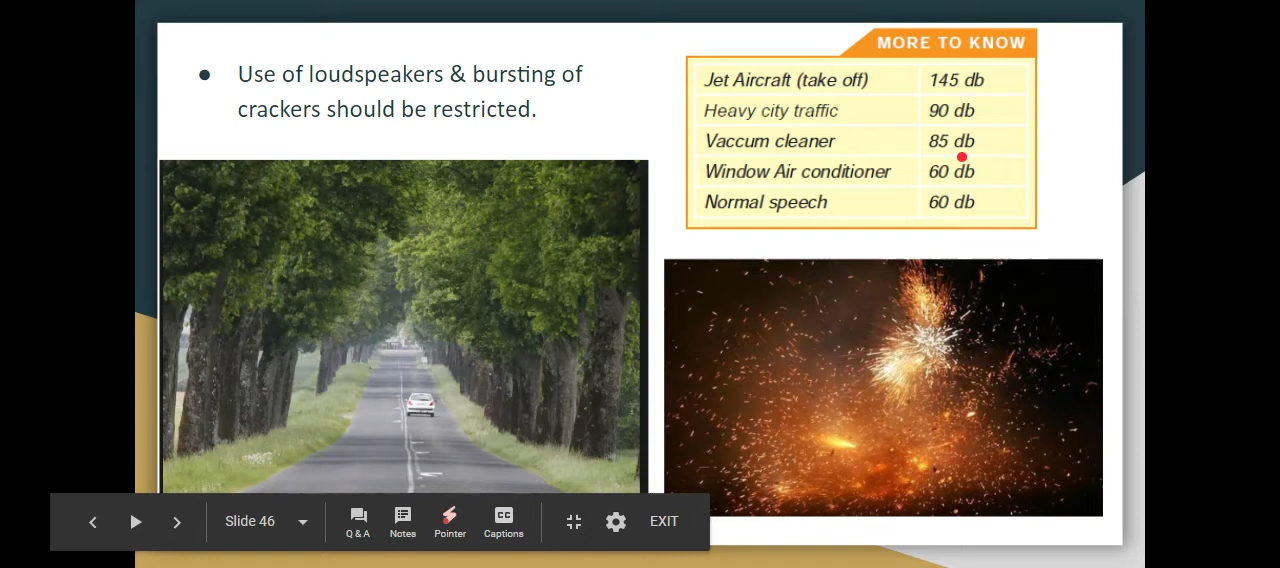 ● Use of loudspeakers & bursting of
crackers should be restricted.
MORE TO KNOW
Jet Aircraft (take off) 145 db
Heavy city traffic 90 db
Vaccum cleaner 85 db
Window Air conditioner 60 db
Normal speech 60 db
Slide 46
Q & A Notes Pointer CC Captions
EXIT